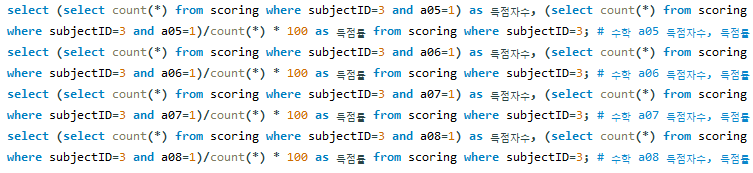 select (select count(*) from scoring where subjectID=3 and a05=1) as 득점자수, (select count(*) from scoring
where subjectID=3 and a05=1)/count(*) * 100 as 득점률 from scoring where subjectID=3; # 수학 a05 득점자수, 득점률
select (select count(*) from scoring where subjectID=3 and a06=1) as 득점자수, (select count(*) from scoring
where subjectID=3 and a06=1)/count(*) * 100 as 득점률 from scoring where subjectID=3; # 수학 a06 득점자수, 득점률
select (select count(*) from scoring where subjectID=3 and a07=1) as 득점자수, (select count(*) from scoring
where subjectID=3 and a07=1)/count(*) * 100 as 득점률 from scoring where subjectID=3; # 수학 a07 득점자수, 득점률
select (select count(*) from scoring where subjectID=3 and a08=1) as 득점자수, (select count(*) from scoring
where subjectID=3 and a08=1)/count(*) * 100 as 득점률 from scoring where subjectID=3; # 수학 a08 득점자수, 득점률